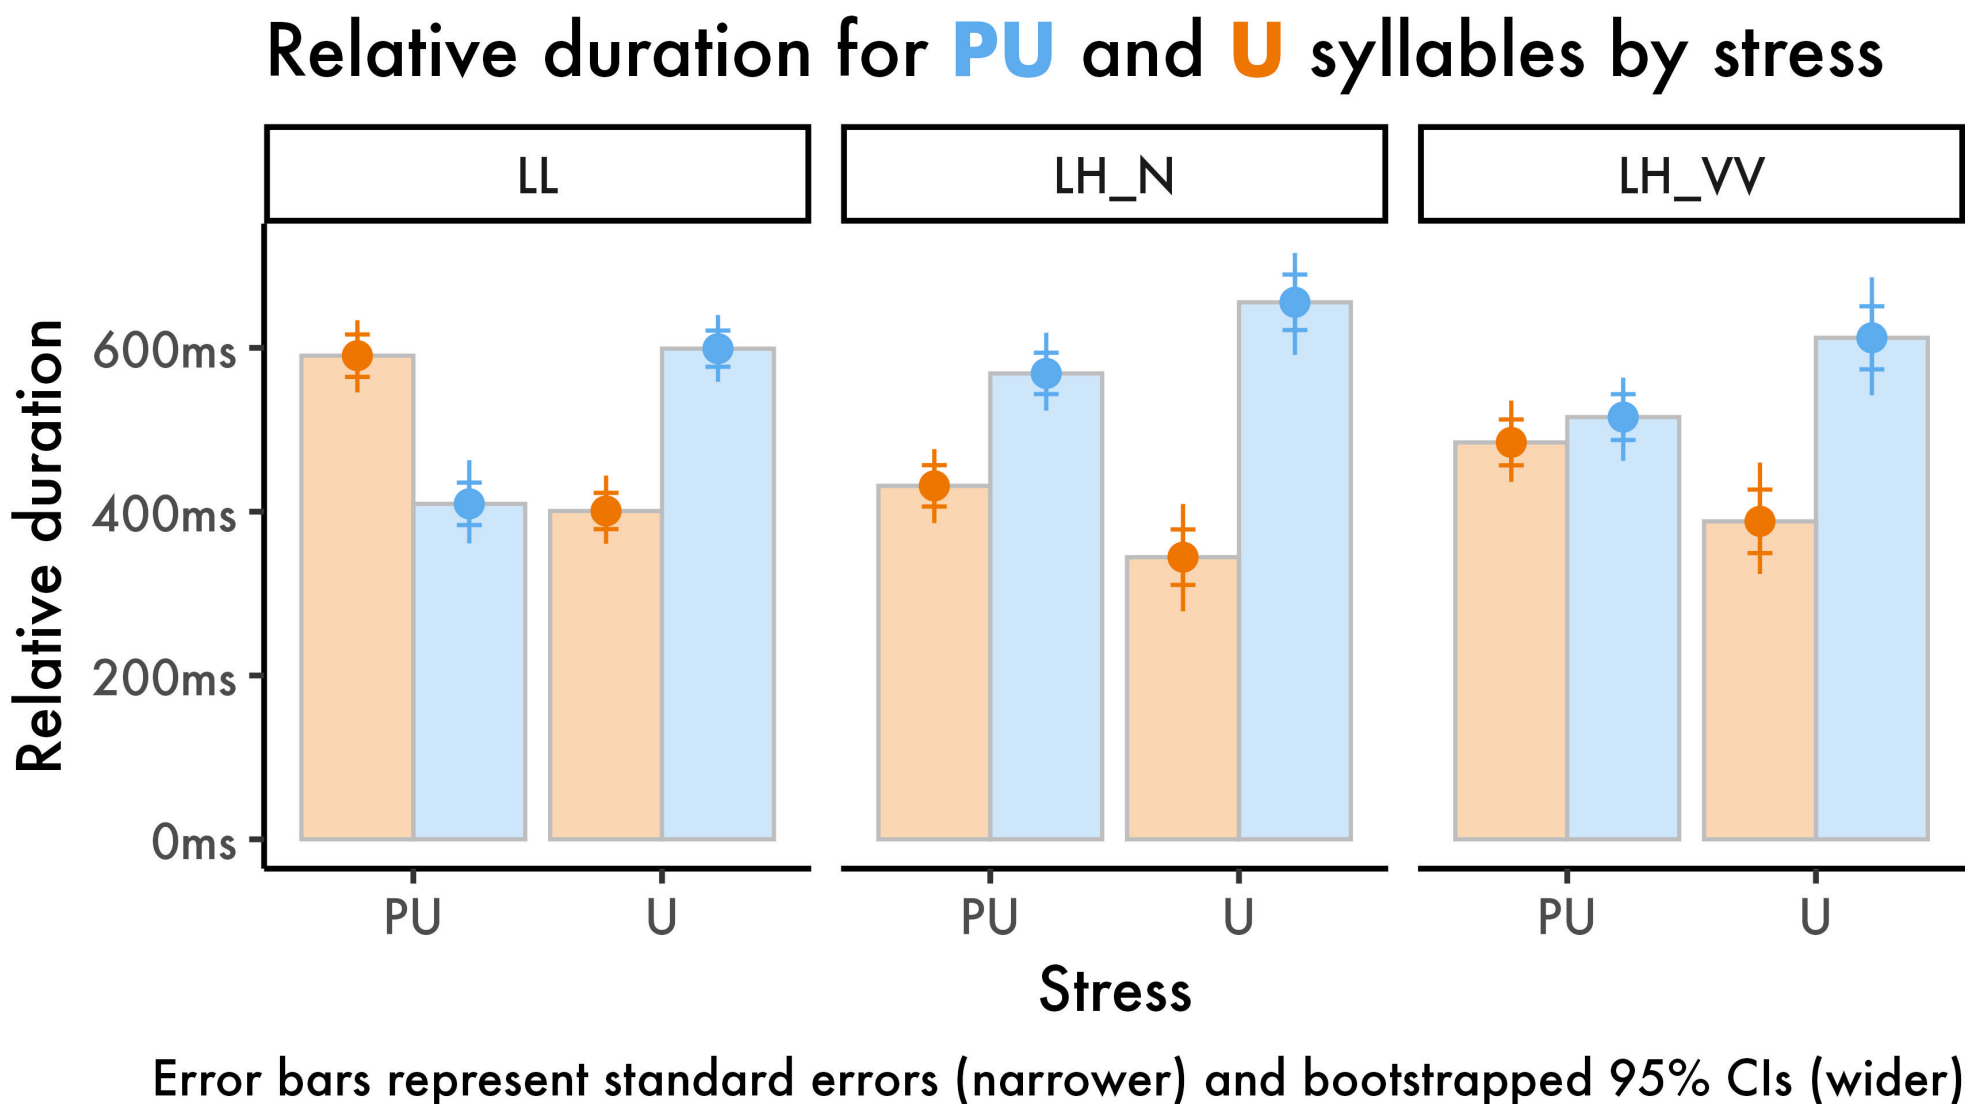 Relative duration for PU and U syllables by stress
LL
LH_N
LH_VV
Relative duration
600ms
400ms
200ms
0ms
PU
U
PU
U
PU
U
Stress
Error bars represent standard errors (narrower) and bootstrapped 95% CIs (wider)